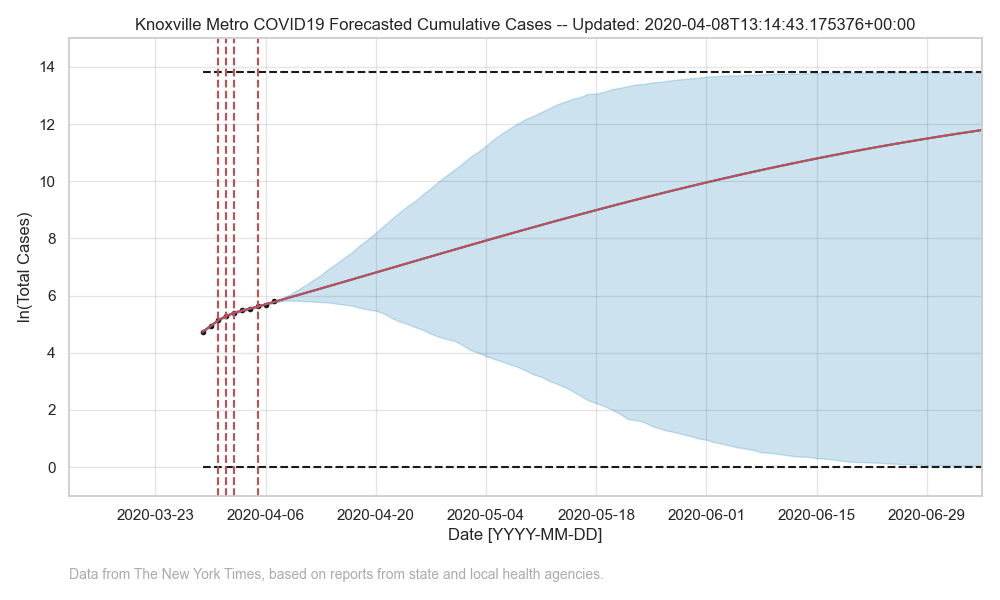 Knoxville Metro COVID19 Forecasted Cumulative Cases -- Updated: 2020-04-08T13:14:43.175376+00:00
ln(Total Cases)
14
12
10
8
6
4
2
0
2020-03-23 2020-04-06 2020-04-20 2020-05-04 2020-05-18 2020-06-01 2020-06-15 2020-06-29
Date [YYYY-MM-DD]
Data from The New York Times, based on reports from state and local health agencies.